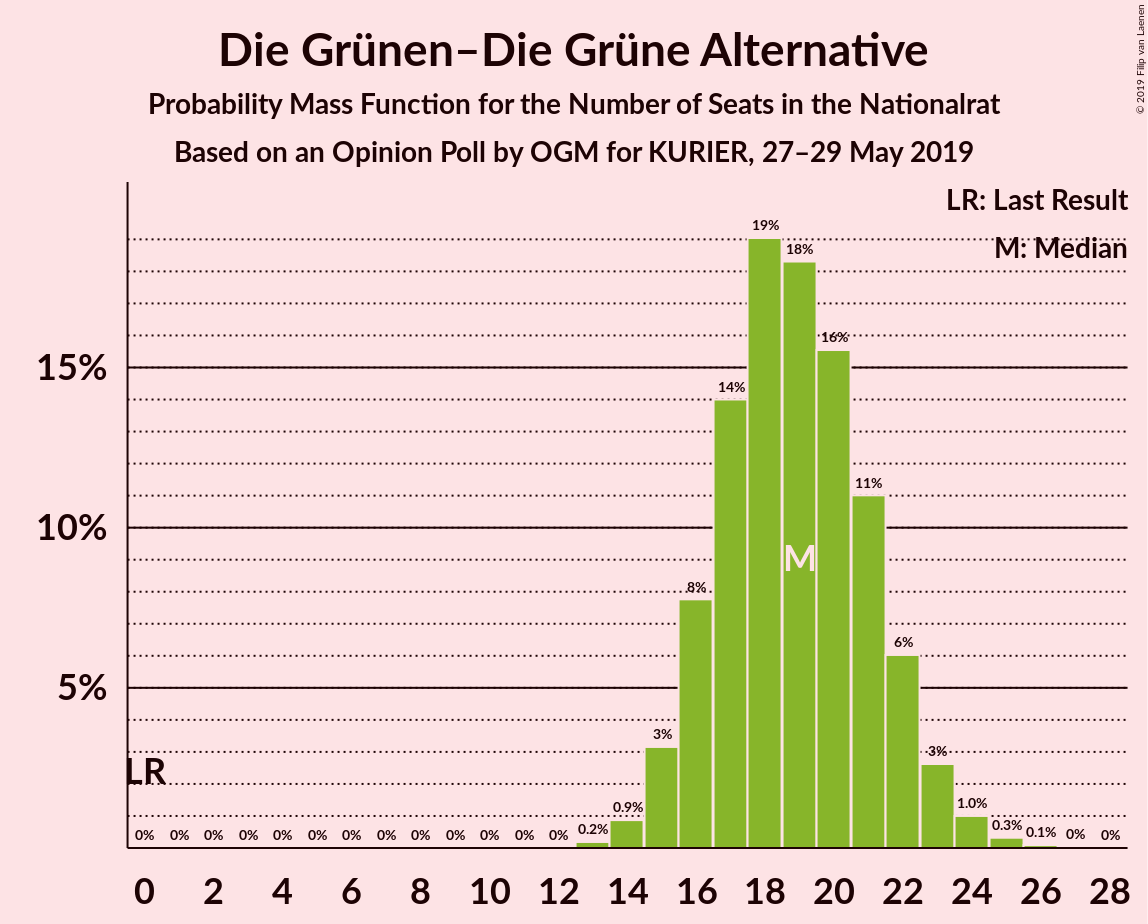 Die Grünen–Die Grüne Alternative
Probability Mass Function for the Number of Seats in the Nationalrat
Based on an Opinion Poll by OGM for KURIER, 27–29 May 2019
© 2019 Filip van Laenen
LR: Last Result
M: Median
15%
10%
5%
19%
18%
16%
14%
11%
8%
6%
3%
3%
0.9%
1.0%
0.2%
0.3%
0.1%
0% 0% 0% 0% 0% 0% 0% 0% 0% 0% 0% 0% 0% 0% 0%
M
LR
0 2 4 6 8 10 12 14 16 18 20 22 24 26 28